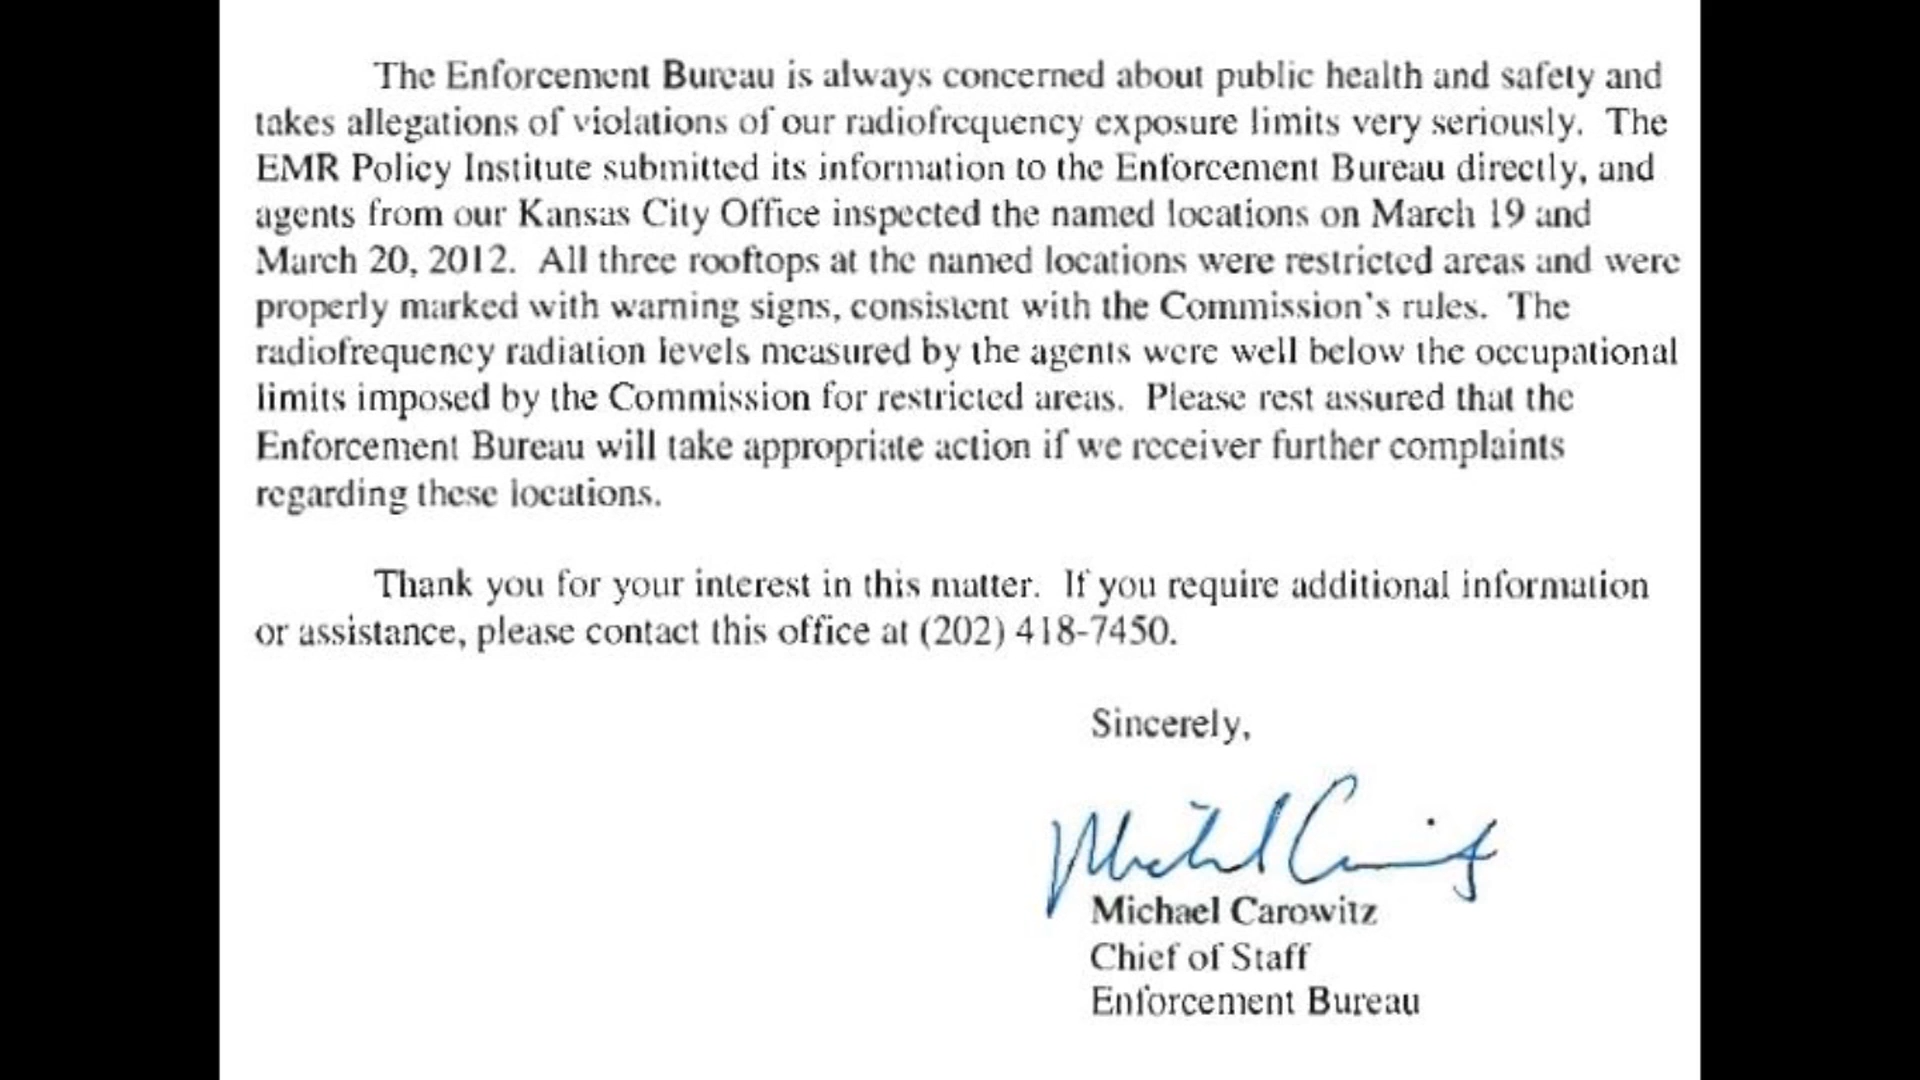 The Enforcement Bureau is always concerned about public health and safety and
takes allegations of violations of our radiofrequency exposure limits very seriously. The
EMR Policy Institute submitted its information to the Enforcement Bureau directly, and
agents from our Kansas City Office inspected the named locations on March 19 and
March 20, 2012. All three rooftops at the named locations were restricted areas and were
properly marked with warning signs, consistent with the Commission's rules. The
radiofrequency radiation levels measured by the agents were well below the occupational
limits imposed by the Commission for restricted areas. Please rest assured that the
Enforcement Bureau will take appropriate action if we receiver further complaints
regarding these locations.
Thank you for your interest in this matter. If you require additional information
or assistance, please contact this office at (202) 418-7450.
Sincerely,
Michael Carowitz
Michael Carowitz
Chief of Staff
Enforcement Bureau